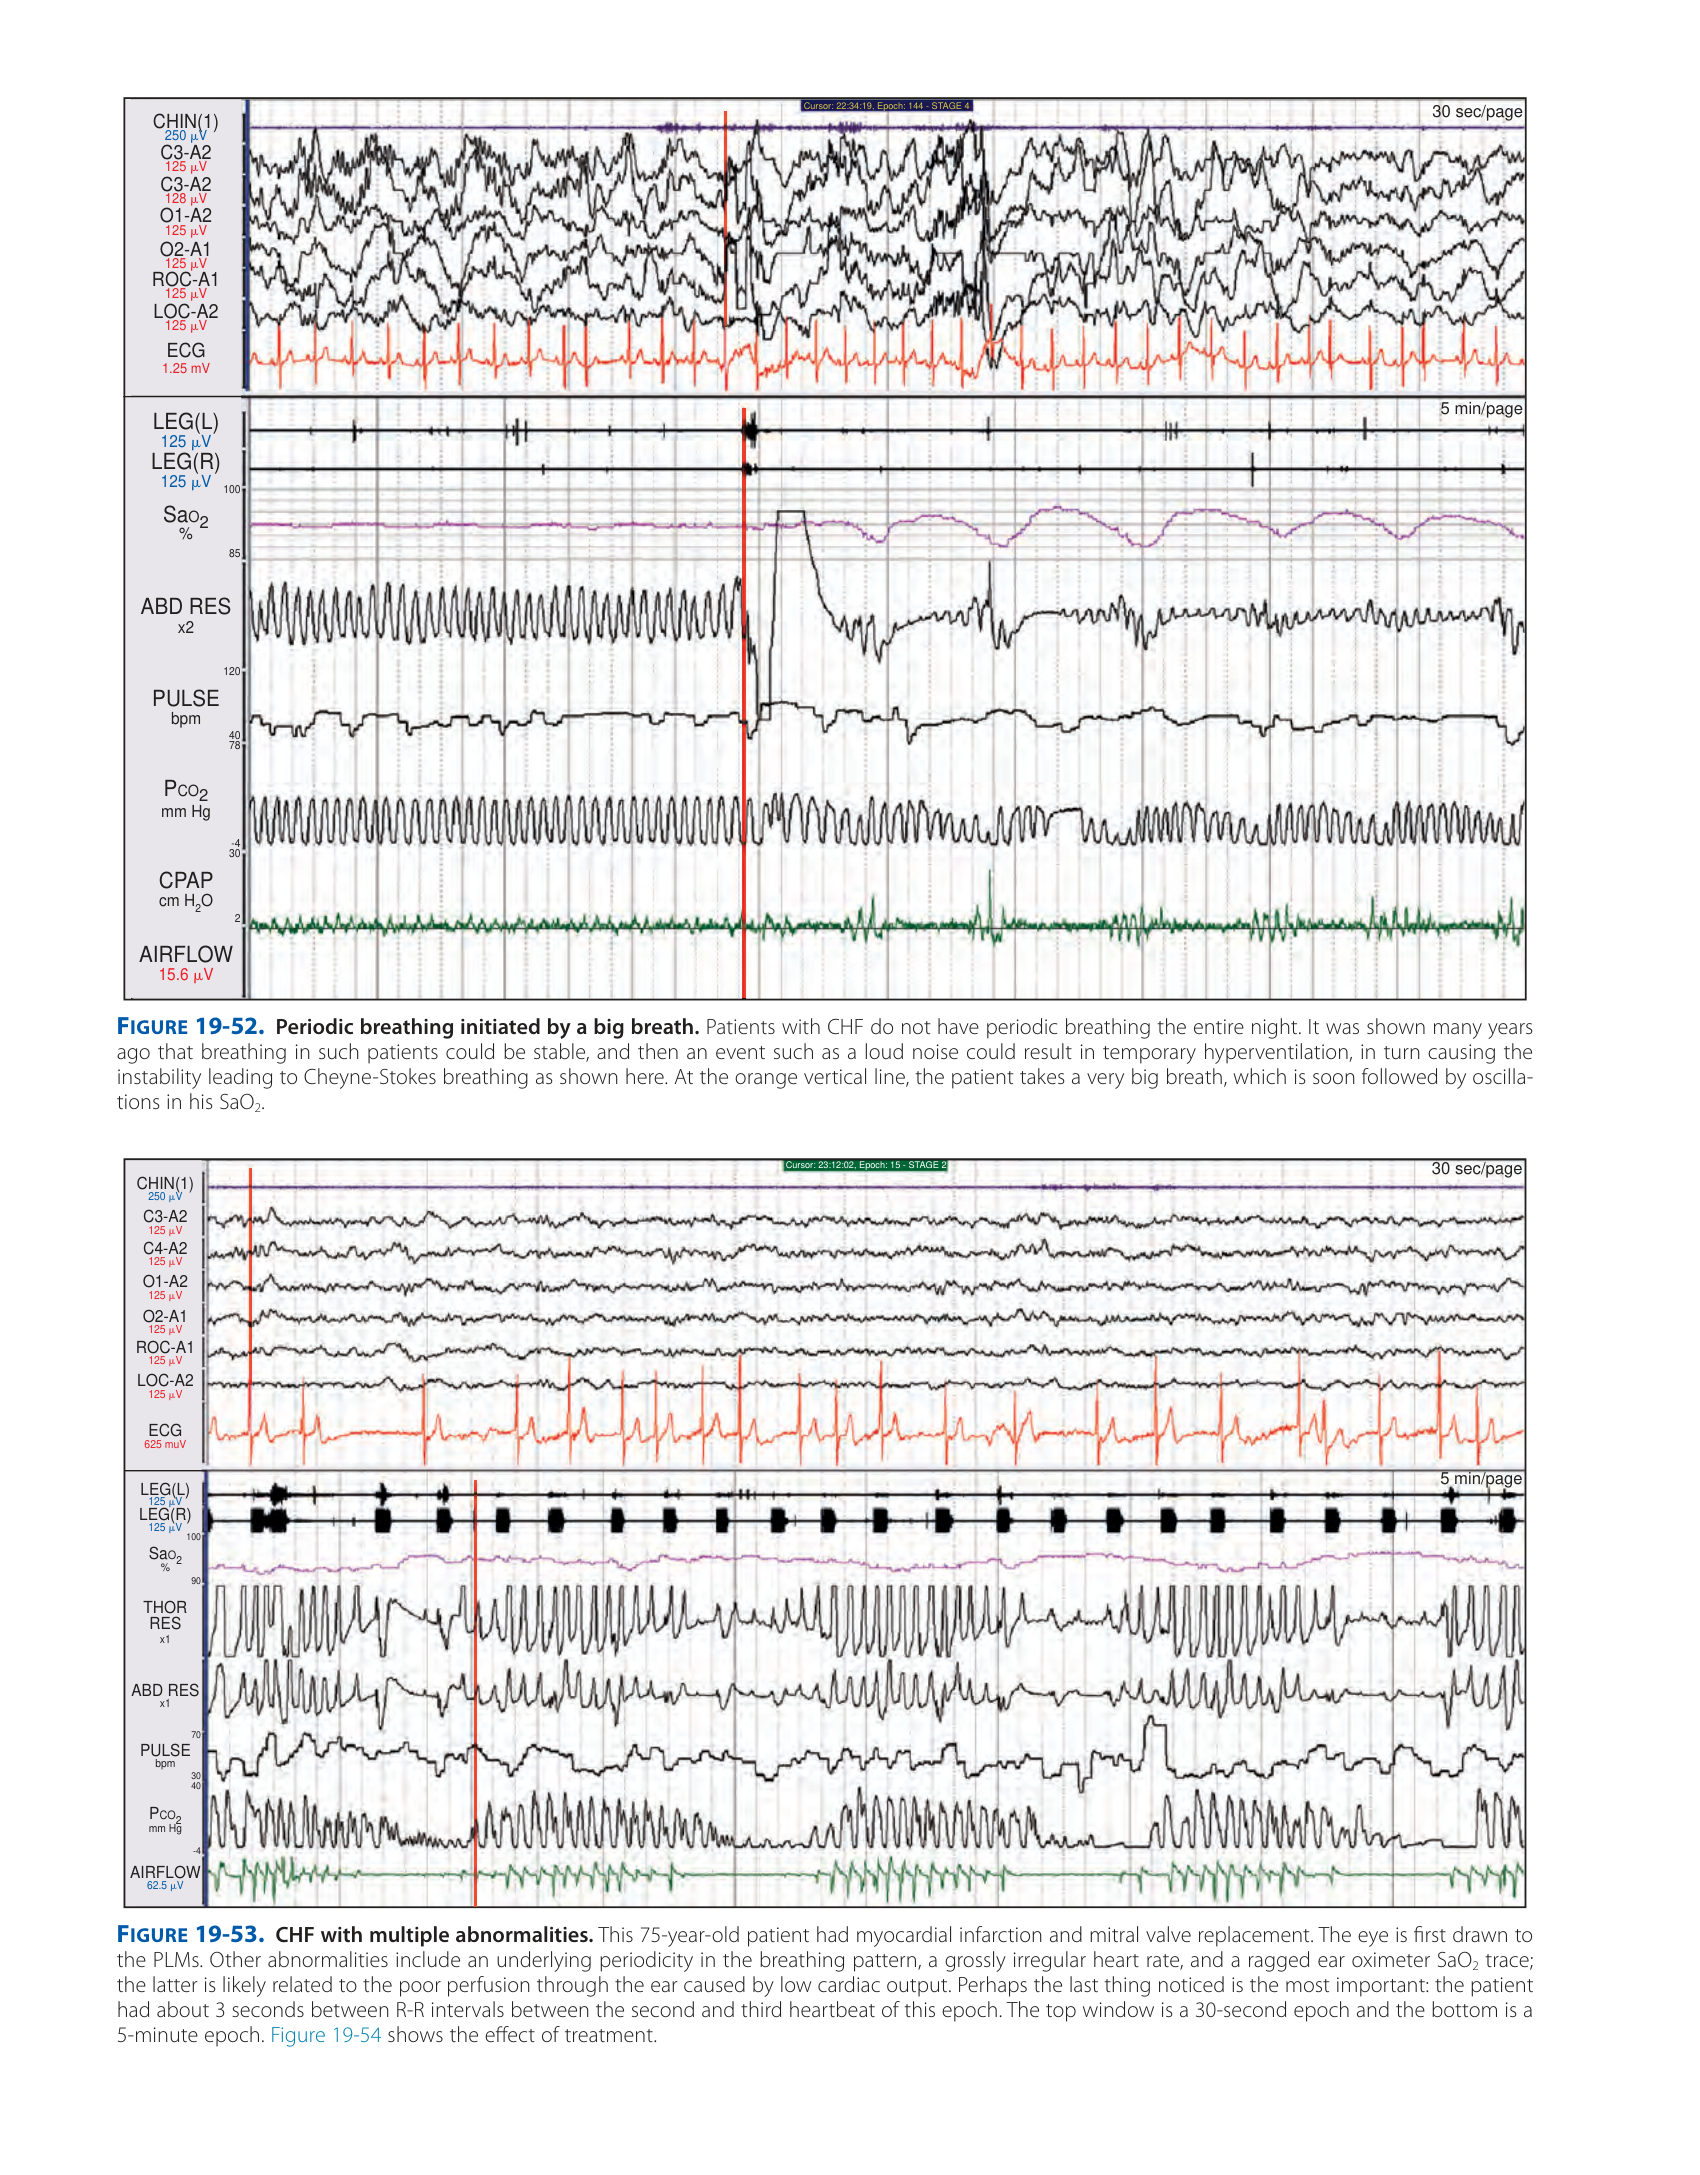 Cursor: 22:34:19, Epoch: 144 - STAGE 4
30 sec/page
CHIN(1)
250 µV
C3-A2
125 µV
C3-A2
128 µV
O1-A2
125 µV
O2-A1
125 µV
ROC-A1
125 µV
LOC-A2
125 µV
ECG
1.25 mV
5 min/page
LEG(L)
125 µV
LEG(R)
125 µV
100
SaO2
%
85
ABD RES
x2
120
PULSE
bpm
40
78
PCO2
mm Hg
-4
30
CPAP
cm H2O
2
AIRFLOW
15.6 µV
FIGURE 19-52. Periodic breathing initiated by a big breath. Patients with CHF do not have periodic breathing the entire night. It was shown many years
ago that breathing in such patients could be stable, and then an event such as a loud noise could result in temporary hyperventilation, in turn causing the
instability leading to Cheyne-Stokes breathing as shown here. At the orange vertical line, the patient takes a very big breath, which is soon followed by oscilla-
tions in his SaO2.
Cursor: 23:12:02, Epoch: 15 - STAGE 2
30 sec/page
CHIN(1)
250 µV
C3-A2
125 µV
C4-A2
125 µV
O1-A2
125 µV
O2-A1
125 µV
ROC-A1
125 µV
LOC-A2
125 µV
ECG
625 muV
5 min/page
LEG(L)
125 µV
LEG(R)
125 µV
100
SaO2
%
90
THOR
RES
x1
ABD RES
x1
70
PULSE
bpm
30
40
PCO2
mm Hg
-4
AIRFLOW
62.5 µV
FIGURE 19-53. CHF with multiple abnormalities. This 75-year-old patient had myocardial infarction and mitral valve replacement. The eye is first drawn to
the PLMs. Other abnormalities include an underlying periodicity in the breathing pattern, a grossly irregular heart rate, and a ragged ear oximeter SaO2 trace;
the latter is likely related to the poor perfusion through the ear caused by low cardiac output. Perhaps the last thing noticed is the most important: the patient
had about 3 seconds between R-R intervals between the second and third heartbeat of this epoch. The top window is a 30-second epoch and the bottom is a
5-minute epoch. Figure 19-54 shows the effect of treatment.